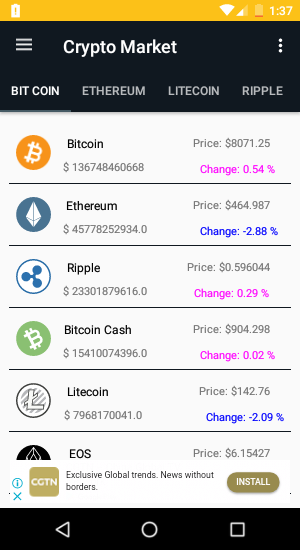 1:37
Crypto Market
BIT COIN ETHEREUM LITECOIN RIPPLE
Bitcoin Price: $8071.25
$ 136748460668 Change: 0.54 %
Ethereum Price: $464.987
$ 45778252934.0 Change: -2.88 %
Ripple Price: $0.596044
$ 23301879616.0 Change: 0.29 %
Bitcoin Cash Price: $904.298
$ 15410074396.0 Change: 0.02 %
Litecoin Price: $142.76
$ 7968170041.0 Change: -2.09 %
EOS Price: $6.15427
CGTN Exclusive Global trends. News without borders. INSTALL